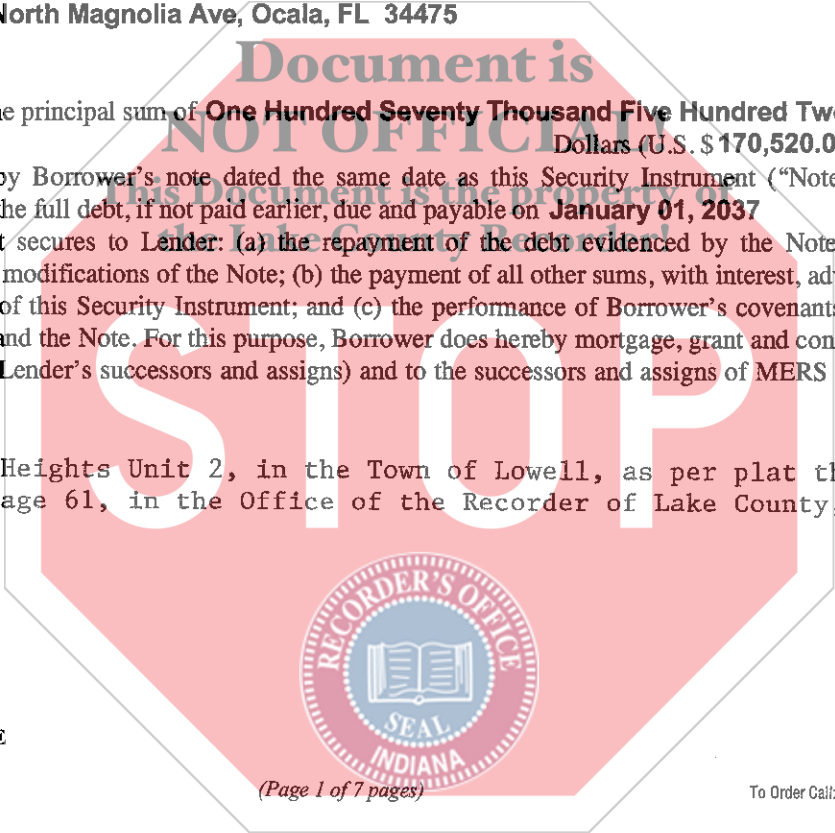 North Magnolia Ave, Ocala, FL 34475
Document is
e principal sum of One Hundred Seventy Thousand Five Hundred Twe
NOT OFFICIAL!
Dollars (U.S. $ 170,520.0
by Borrower's note dated the same date as this Security Instrument ("Note
This Document is the property of
he full debt, if not paid earlier, due and payable on January 01, 2037
the Lake County Recorder!
t secures to Lender: (a) the repayment of the debt evidenced by the Note
modifications of the Note; (b) the payment of all other sums, with interest, ad
of this Security Instrument; and (c) the performance of Borrower's covenants
and the Note. For this purpose, Borrower does hereby mortgage, grant and con
Lender's successors and assigns) and to the successors and assigns of MERS
STOP
Heights Unit 2, in the Town of Lowell, as per plat th
age 61, in the Office of the Recorder of Lake County,
RECORDER'S OFFICE
SEAL
INDIANA
E
(Page 1 of 7 pages)
To Order Call: